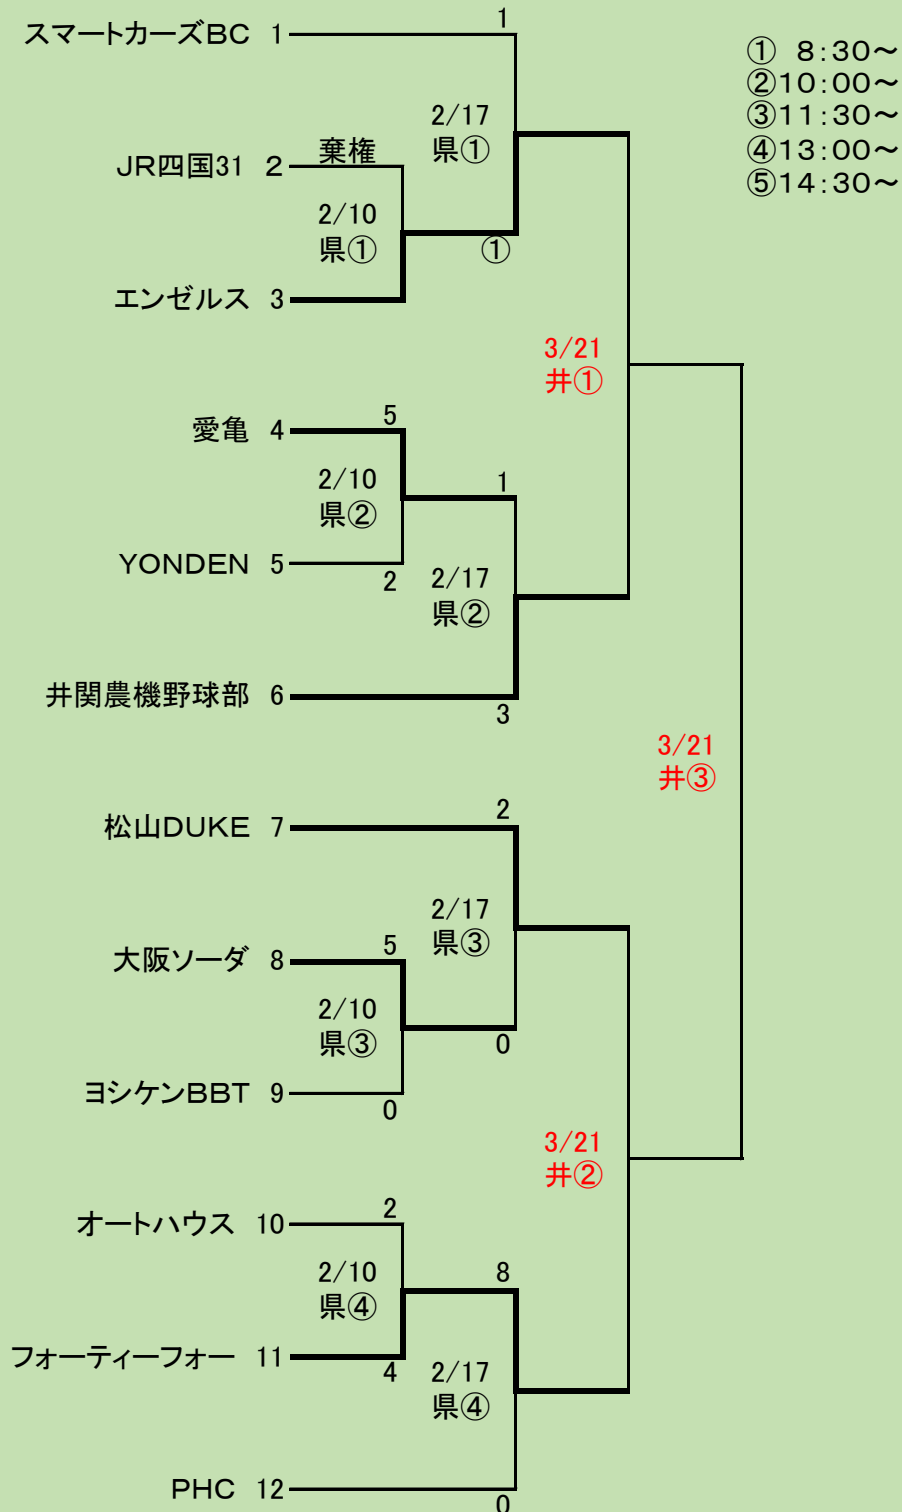 スマートカーズBC 1
1
① 8:30～
②10:00～
③11:30～
④13:00～
⑤14:30～
2/17
県①
JR四国31 2
棄権
2/10
県①
①
エンゼルス 3
3/21
井①
愛亀 4
5
2/10
県②
1
YONDEN 5
2
2/17
県②
井関農機野球部 6
3
3/21
井③
松山DUKE 7
2
2/17
県③
大阪ソーダ 8
5
2/10
県③
0
ヨシケンBBT 9
0
3/21
井②
オートハウス 10
2
2/10
県④
8
フォーティーフォー 11
4
2/17
県④
PHC 12
0